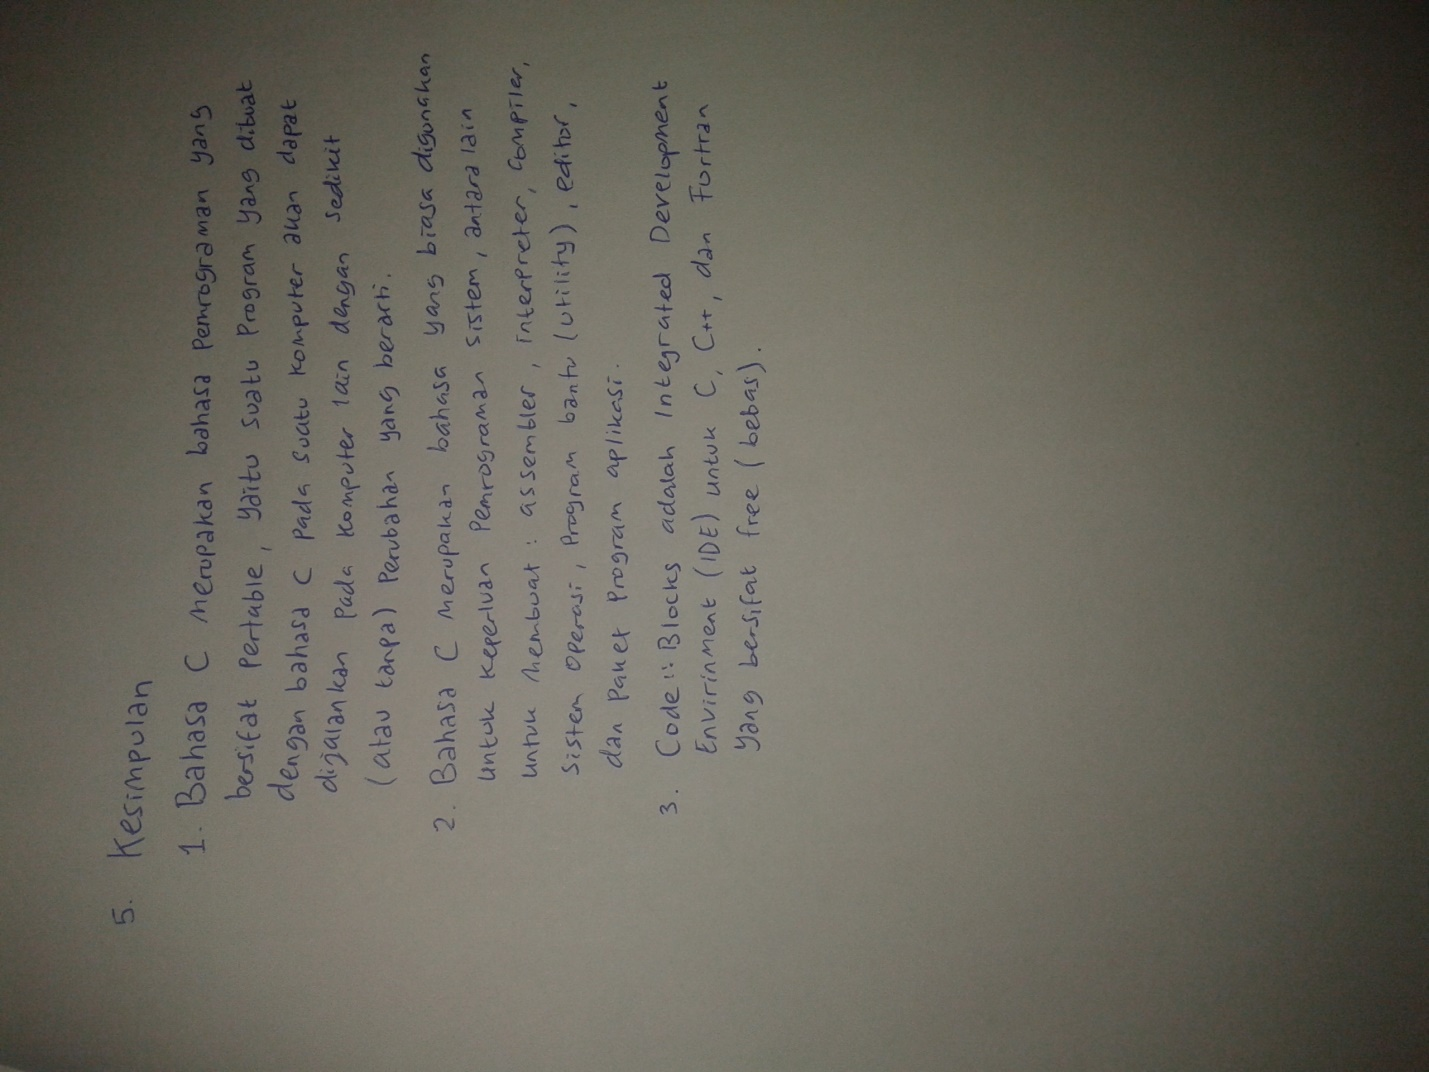 5. Kesimpulan
1. Bahasa C merupakan bahasa Pemrograman yang
bersifat Pertable, yaitu suatu Program yang dibuat
dengan bahasa C Pada suatu Komputer akan dapat
digalankan Pada Komputer lain dengan sedikit
(atau tanpa) Perubahan yang berarti.
2. Bahasa C merupakan bahasa yang biasa digunakan
untuk Keperluan Pemrograman sistem, antara lain
untuk Membuat : assembler, interpreter, Compiler,
Sistem Operasi, Program bantu (utility), editor,
dan Paket Program aplikasi.
3. Code::Blocks adalah Integrated Development
Envirinment (IDE) untuk C, C++, dan Fortran
yang bersifat free (bebas).